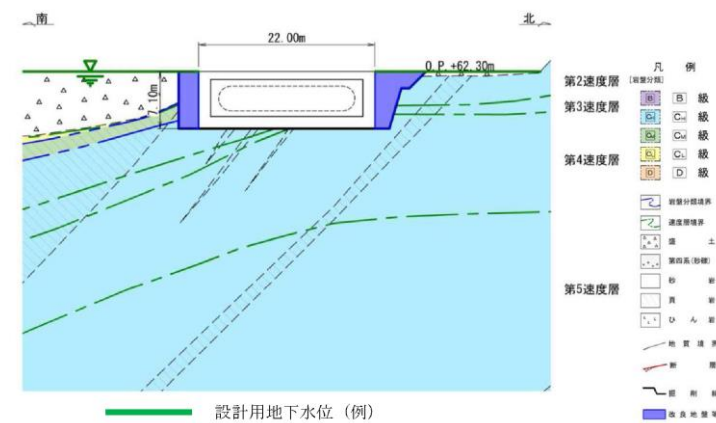 南
北
22.00m
O.P.+62.30m
7.10m
第2速度層
第3速度層
第4速度層
第5速度層
凡 例
[岩盤分類]
B B 級
CH CH 級
CM CM 級
CL CL 級
D D 級
岩盤分類境界
速度層境界
盛 土
第四系(砂礫)
砂 岩
頁 岩
ひ ん 岩
地 質 境 界
断 層
掘 削 線
改 良 地 盤 等
設計用地下水位（例）